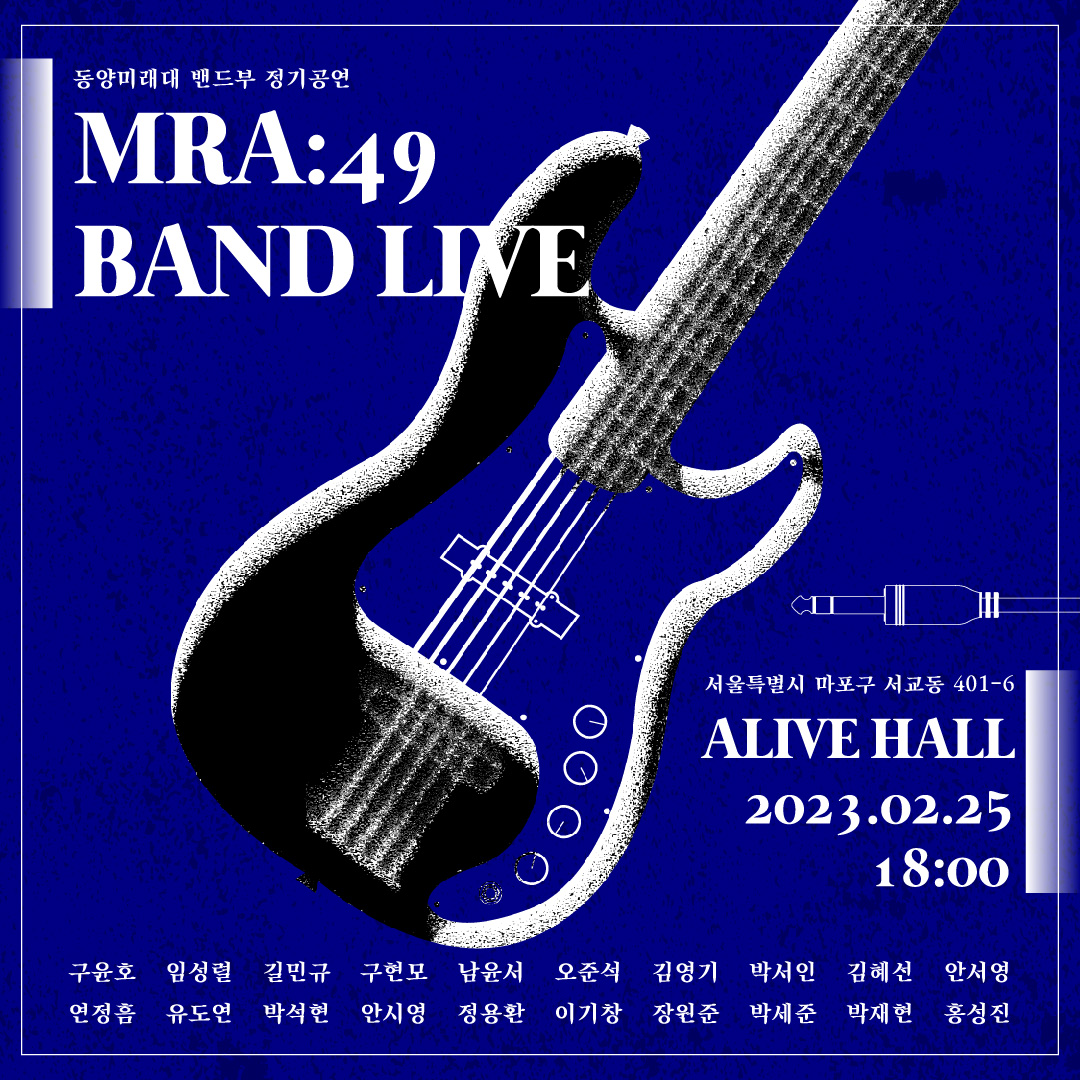 동양미래대 밴드부 정기공연
MRA:49
BAND LIVE
서울특별시 마포구 서교동 401-6
ALIVE HALL
2023.02.25
18:00
구윤호 임성렬 길민규 구현모 남윤서 오준석 김영기 박서인 김혜선 안서영
연정흠 유도연 박석현 안시영 정용환 이기창 장원준 박세준 박재현 홍성진